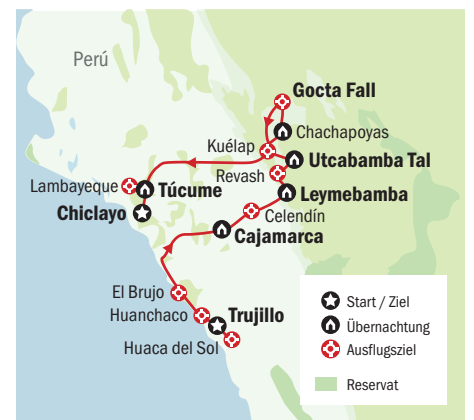 Perú
Gocta Fall
Chachapoyas
Kuélap
Utcabamba Tal
Revash
Lambayeque
Túcume
Leymebamba
Chiclayo
Celendín
Cajamarca
El Brujo
Huanchaco
Trujillo
Huaca del Sol
Start / Ziel
Übernachtung
Ausflugsziel
Reservat